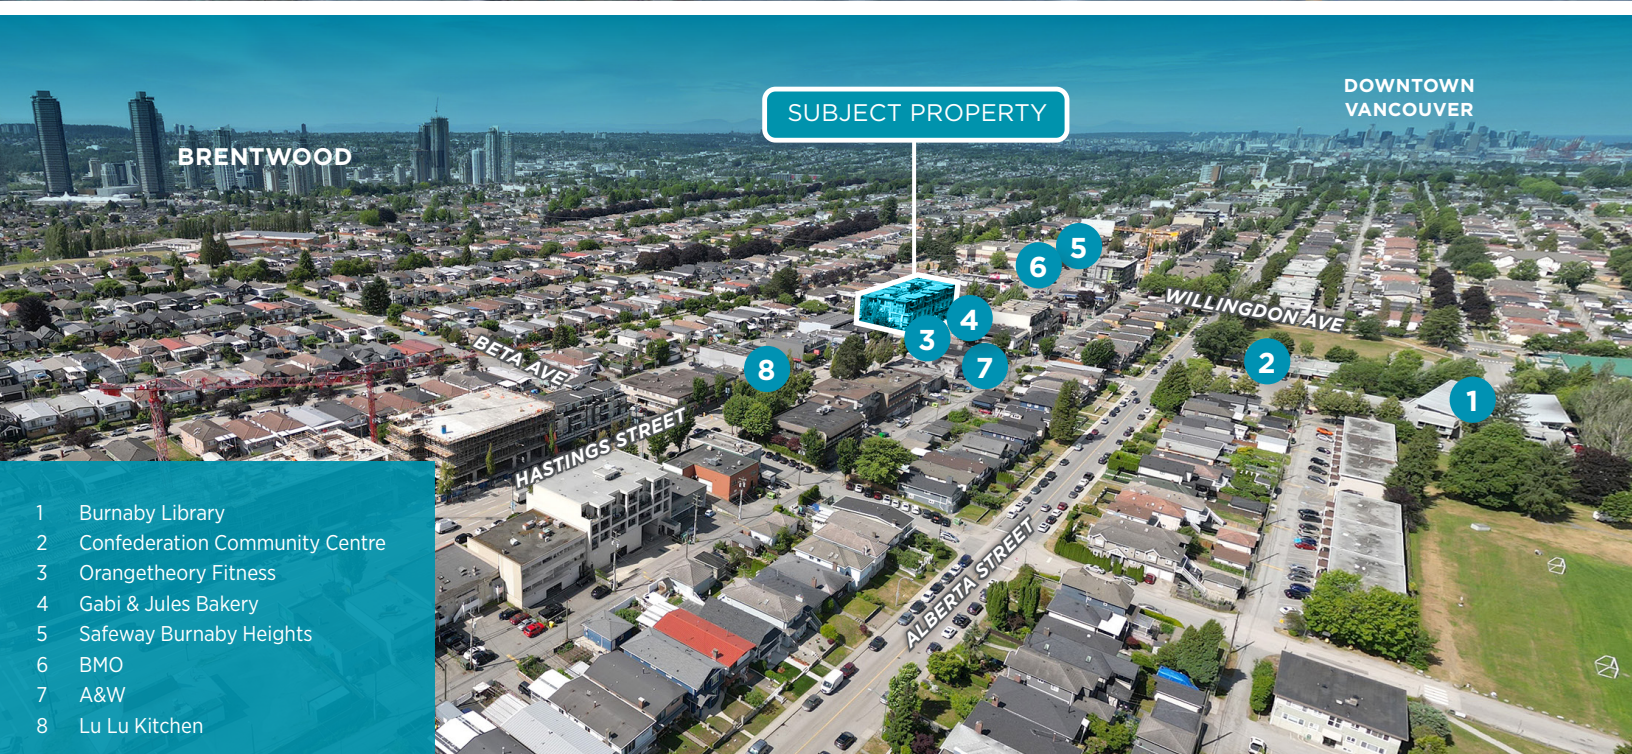 DOWNTOWN
VANCOUVER
SUBJECT PROPERTY
BRENTWOOD
5
6
WILLINGDON AVE
4
3
BETA AVE
2
7
8
1
HASTINGS STREET
ALBERTA STREET
1 Burnaby Library
2 Confederation Community Centre
3 Orangetheory Fitness
4 Gabi & Jules Bakery
5 Safeway Burnaby Heights
6 BMO
7 A&W
8 Lu Lu Kitchen